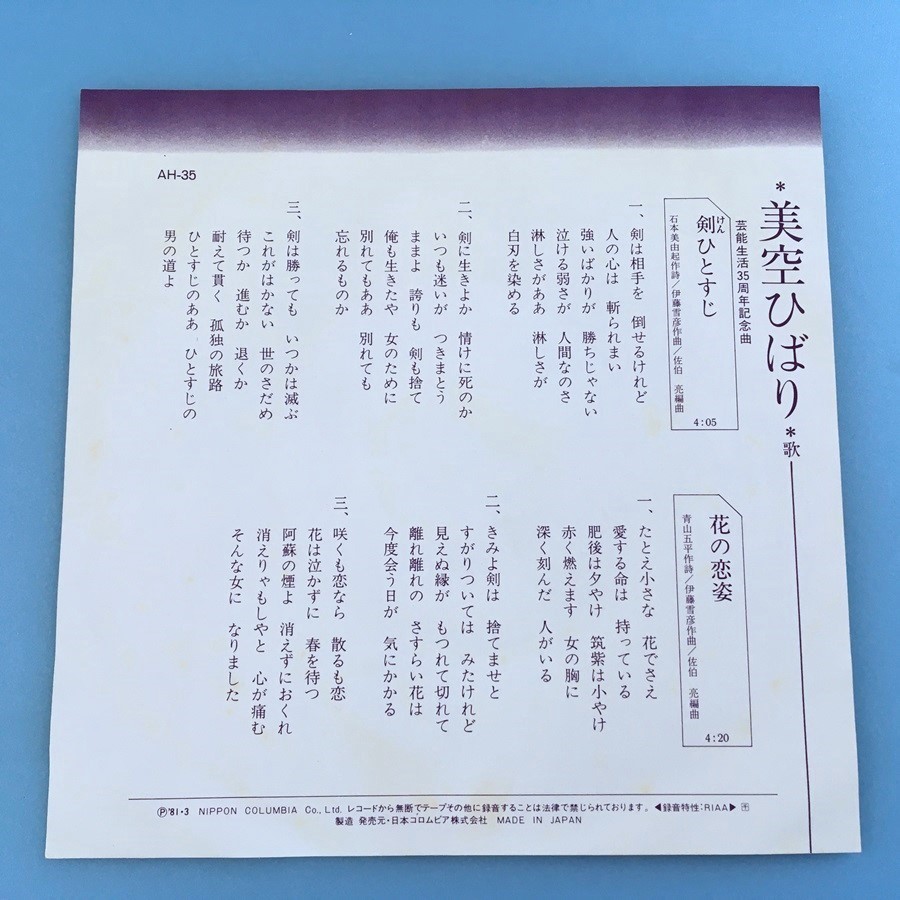 AH-35
＊美空ひばり＊歌
芸能生活35周年記念曲
剣ひとすじ
けん
石本美由起作詩／伊藤雪彦作曲／佐伯 亮編曲
4:05
一、剣は相手を 倒せるけれど
人の心は 斬られまい
強いばかりが 勝ちじゃない
泣ける弱さが 人間なのさ
淋しさがああ 淋しさが
白刃を染める
二、剣に生きよか 情けに死のか
いつも迷いが つきまとう
ままよ 誇りも 剣も捨て
俺も生きたや 女のために
別れてもああ 別れても
忘れるものか
三、剣は勝っても いつかは滅ぶ
これがはかない 世のさだめ
待つか 進むか 退くか
耐えて貫く 孤独の旅路
ひとすじのああ ひとすじの
男の道よ
花の恋姿
青山五平作詩／伊藤雪彦作曲／佐伯 亮編曲
4:20
一、たとえ小さな 花でさえ
愛する命は 持っている
肥後は夕やけ 筑紫は小やけ
赤く燃えます 女の胸に
深く刻んだ 人がいる
二、きみよ剣は 捨てませと
すがりついては みたけれど
見えぬ縁が もつれて切れて
離れ離れの さすらい花は
今度会う日が 気にかかる
三、咲くも恋なら 散るも恋
花は泣かずに 春を待つ
阿蘇の煙よ 消えずにおくれ
消えりゃもしやと 心が痛む
そんな女に なりました
Ⓟ'81・3 NIPPON COLUMBIA Co., Ltd. レコードから無断でテープその他に録音することは法律で禁じられております。◀録音特性：RIAA▶
製造 発売元・日本コロムビア株式会社 MADE IN JAPAN